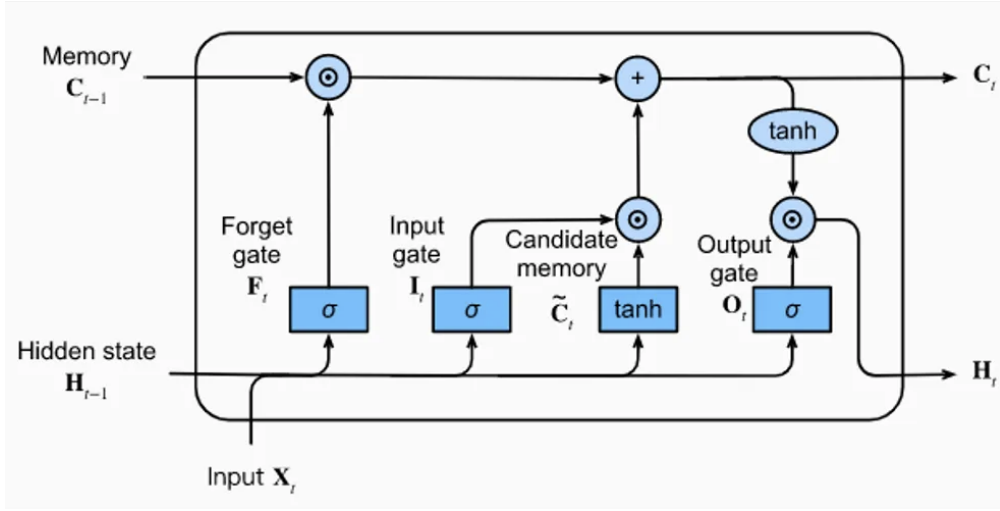 Memory
C_{t−1}
⊙
+
C_t
tanh
Forget
gate
F_t
Input
gate
I_t
Candidate
memory
C̃_t
⊙
Output
gate
O_t
⊙
σ
σ
tanh
σ
Hidden state
H_{t−1}
H_t
Input X_t